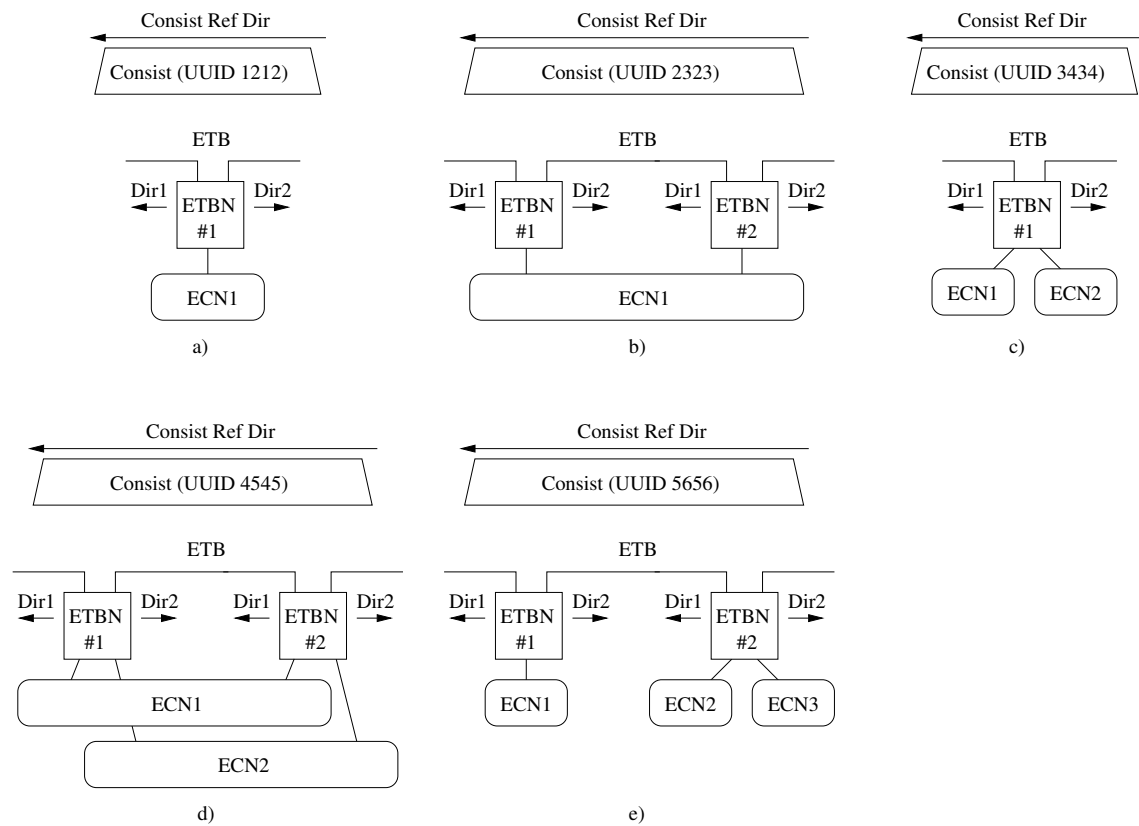 Consist Ref Dir
Consist (UUID 1212)
ETB
Dir1
ETBN
#1
Dir2
ECN1
a)
Consist Ref Dir
Consist (UUID 2323)
ETB
Dir1
ETBN
#1
Dir2
Dir1
ETBN
#2
Dir2
ECN1
b)
Consist Ref Dir
Consist (UUID 3434)
ETB
Dir1
ETBN
#1
Dir2
ECN1
ECN2
c)
Consist Ref Dir
Consist (UUID 4545)
ETB
Dir1
ETBN
#1
Dir2
Dir1
ETBN
#2
Dir2
ECN1
ECN2
d)
Consist Ref Dir
Consist (UUID 5656)
ETB
Dir1
ETBN
#1
Dir2
Dir1
ETBN
#2
Dir2
ECN1
ECN2
ECN3
e)